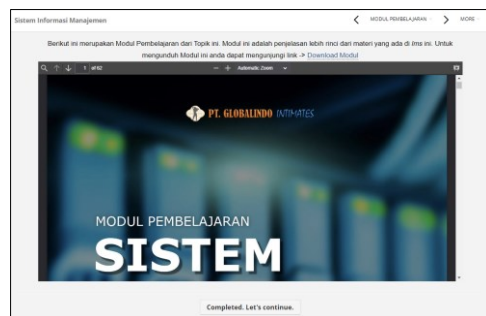 Sistem Informasi Manajemen
MODUL PEMBELAJARAN
MORE
Berikut ini merupakan Modul Pembelajaran dari Topik ini. Modul ini adalah penjelasan lebih rinci dari materi yang ada di lms ini. Untuk
mengunduh Modul ini anda dapat mengunjungi link -> Download Modul
1 of 62
Automatic Zoom
PT. GLOBALINDO INTIMATES
MODUL PEMBELAJARAN
SISTEM
Completed. Let's continue.